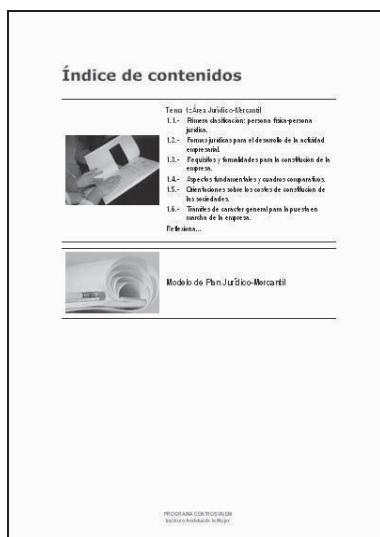 Índice de contenidos
Tema 1: Área Jurídico-Mercantil
1.1.- Primera clasificación: persona física-persona
jurídica.
1.2.- Formas jurídicas para el desarrollo de la actividad
empresarial.
1.3.- Requisitos y formalidades para la constitución de la
empresa.
1.4.- Aspectos fundamentales y cuadros comparativos.
1.5.- Orientaciones sobre los costes de constitución de
las sociedades.
1.6.- Trámites de carácter general para la puesta en
marcha de la empresa.
Reflexiona...
Modelo de Plan Jurídico-Mercantil
PROGRAMA CENTROS VIVEM
Instituto Andaluz de la Mujer